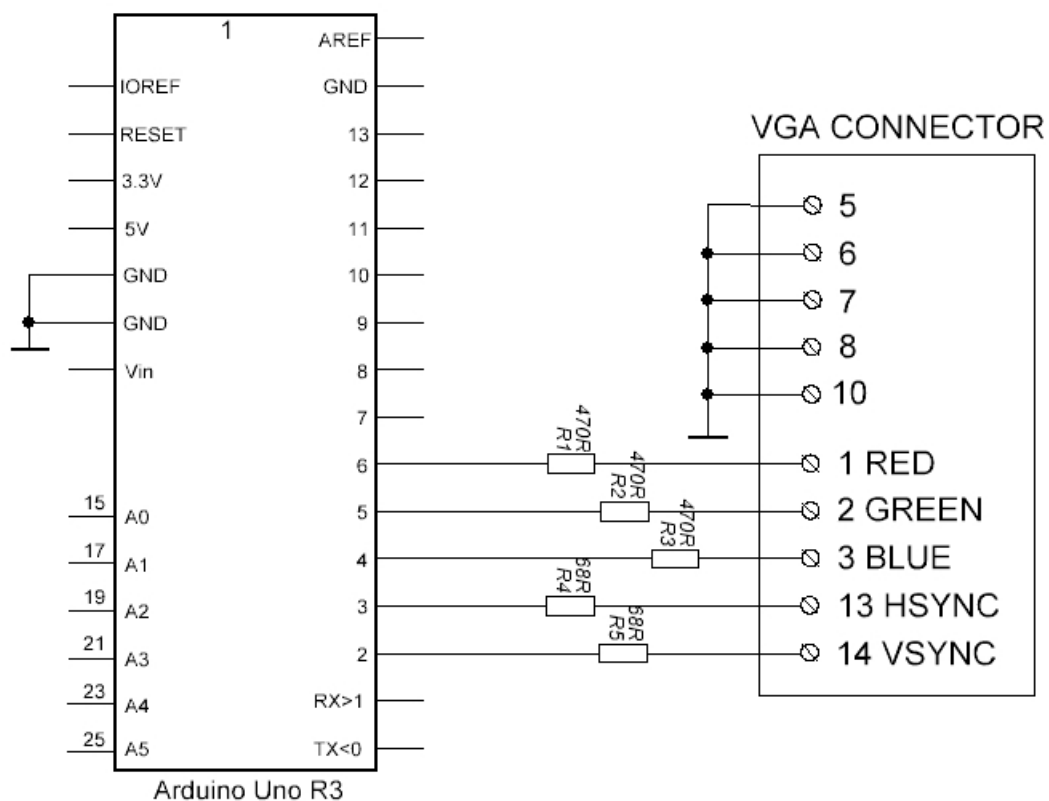 1
AREF
IOREF
GND
RESET
13
3.3V
12
5V
11
GND
10
GND
9
Vin
8
7
6
15
A0
5
17
A1
4
19
A2
3
21
A3
2
23
A4
RX>1
25
A5
TX<0
Arduino Uno R3
470R
R1
470R
R2
470R
R3
68R
R4
68R
R5
VGA CONNECTOR
5
6
7
8
10
1 RED
2 GREEN
3 BLUE
13 HSYNC
14 VSYNC